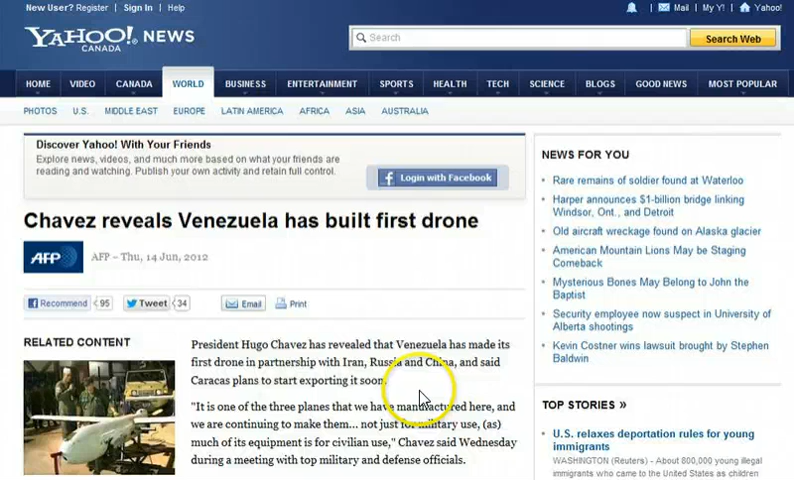 New User? Register | Sign In | Help
Mail | My Y! | Yahoo!
YAHOO! NEWS
CANADA
Search
Search Web
HOME VIDEO CANADA WORLD BUSINESS ENTERTAINMENT SPORTS HEALTH TECH SCIENCE BLOGS GOOD NEWS MOST POPULAR
PHOTOS U.S. MIDDLE EAST EUROPE LATIN AMERICA AFRICA ASIA AUSTRALIA
Discover Yahoo! With Your Friends
Explore news, videos, and much more based on what your friends are
reading and watching. Publish your own activity and retain full control.
Login with Facebook
Chavez reveals Venezuela has built first drone
AFP AFP – Thu, 14 Jun, 2012
Recommend 95 Tweet 34 Email Print
RELATED CONTENT
President Hugo Chavez has revealed that Venezuela has made its
first drone in partnership with Iran, Russia and China, and said
Caracas plans to start exporting it soon.
"It is one of the three planes that we have manufactured here, and
we are continuing to make them... not just for military use, (as)
much of its equipment is for civilian use," Chavez said Wednesday
during a meeting with top military and defense officials.
NEWS FOR YOU
Rare remains of soldier found at Waterloo
Harper announces $1-billion bridge linking
Windsor, Ont., and Detroit
Old aircraft wreckage found on Alaska glacier
American Mountain Lions May be Staging
Comeback
Mysterious Bones May Belong to John the
Baptist
Security employee now suspect in University of
Alberta shootings
Kevin Costner wins lawsuit brought by Stephen
Baldwin
TOP STORIES »
U.S. relaxes deportation rules for young
immigrants
WASHINGTON (Reuters) - About 800,000 young illegal
immigrants who came to the United States as children